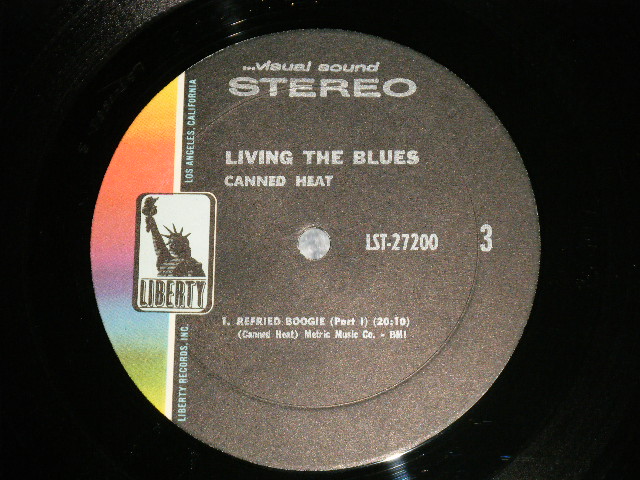 ...visual sound
STEREO
LOS ANGELES, CALIFORNIA
LIVING THE BLUES
CANNED HEAT
LST-27200
3
LIBERTY
LIBERTY RECORDS, INC.
1. REFRIED BOOGIE (Part I) (20:10)
(Canned Heat) Metric Music Co. - BMI